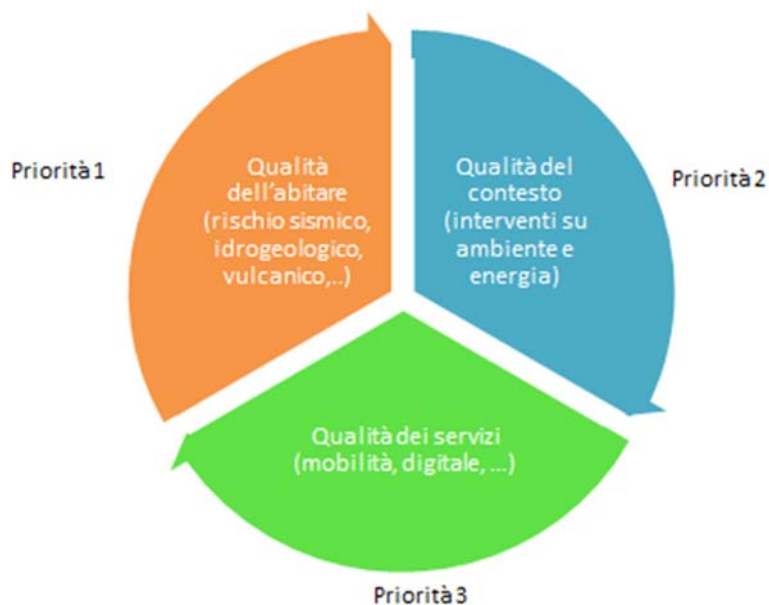 Priorità 1
Qualità
dell'abitare
(rischio sismico,
idrogeologico,
vulcanico,..)
Qualità del
contesto
(interventi su
ambiente e
energia)
Priorità 2
Qualità dei servizi
(mobilità, digitale, ...)
Priorità 3